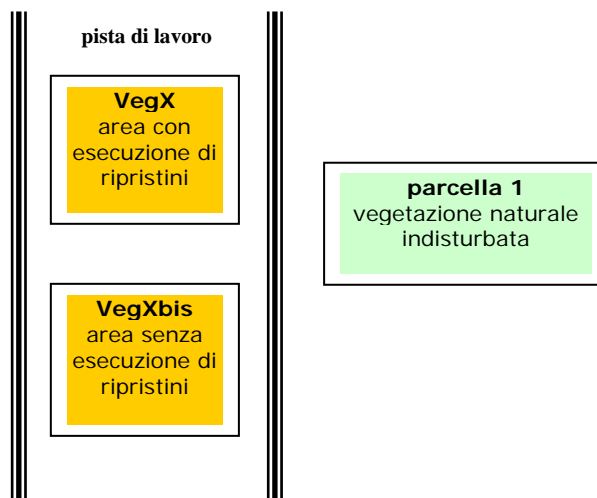 pista di lavoro
VegX
area con
esecuzione di
ripristini
parcella 1
vegetazione naturale
indisturbata
VegXbis
area senza
esecuzione di
ripristini